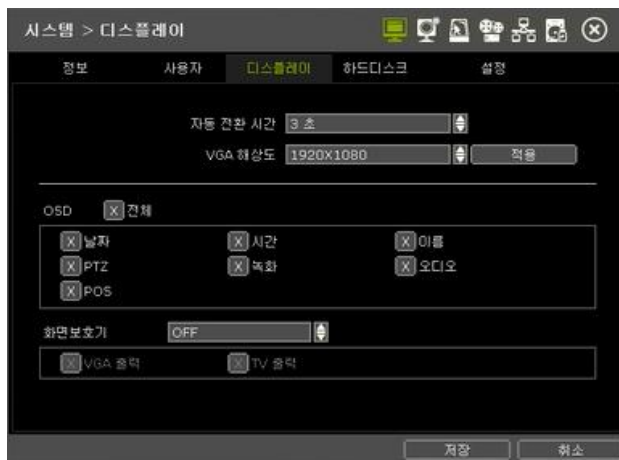 시스템 > 디스플레이
정보 사용자 디스플레이 하드디스크 설정
자동 전환 시간 3 초
VGA 해상도 1920X1080 적용
OSD X 전체
X 날짜 X 시간 X 이름
X PTZ X 녹화 X 오디오
X POS
화면보호기 OFF
X VGA 출력 X TV 출력
저장 취소